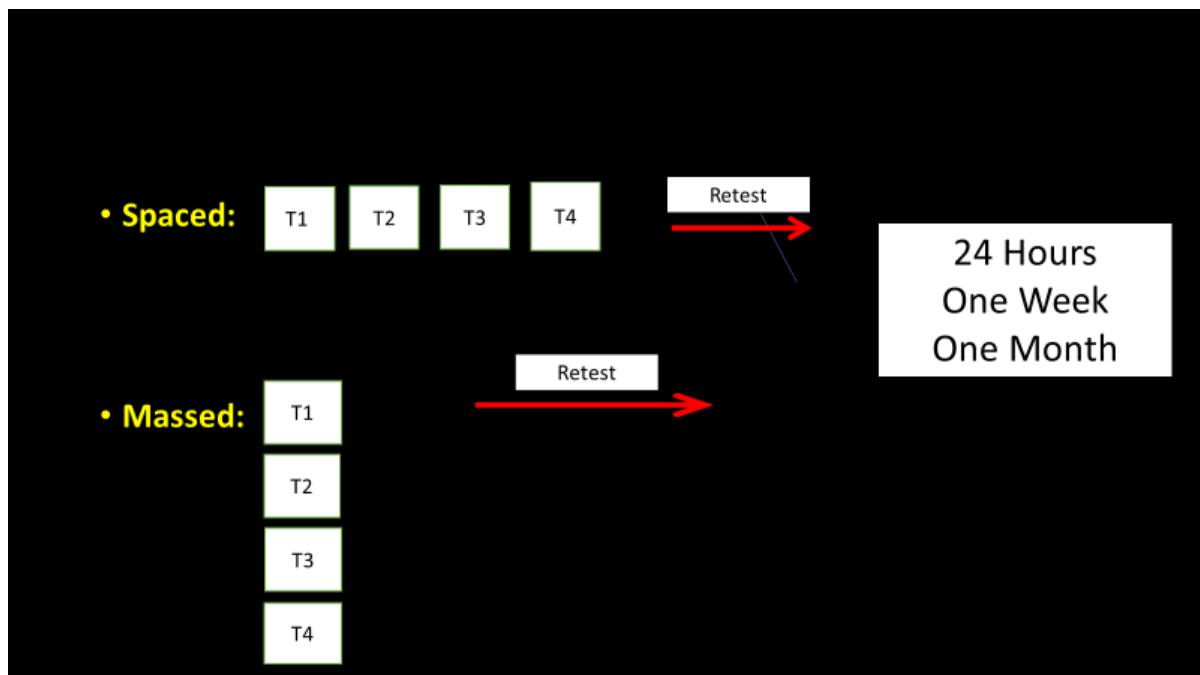 • Spaced:
T1 T2 T3 T4
Retest
24 Hours
One Week
One Month
• Massed:
Retest
T1
T2
T3
T4